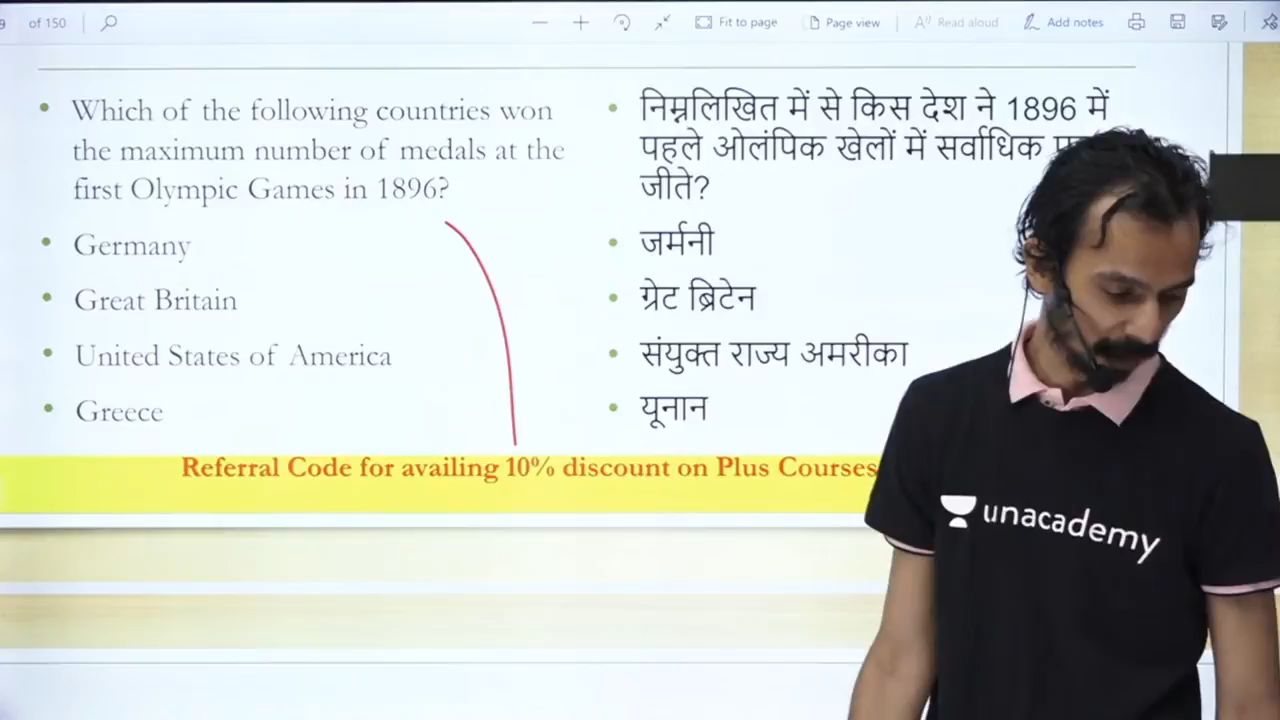 of 150
Fit to page
Page view
Read aloud
Add notes
Which of the following countries won
the maximum number of medals at the
first Olympic Games in 1896?
Germany
Great Britain
United States of America
Greece
निम्नलिखित में से किस देश ने 1896 में
पहले ओलंपिक खेलों में सर्वाधिक
जीते?
जर्मनी
ग्रेट ब्रिटेन
संयुक्त राज्य अमरीका
यूनान
Referral Code for availing 10% discount on Plus Courses
unacademy